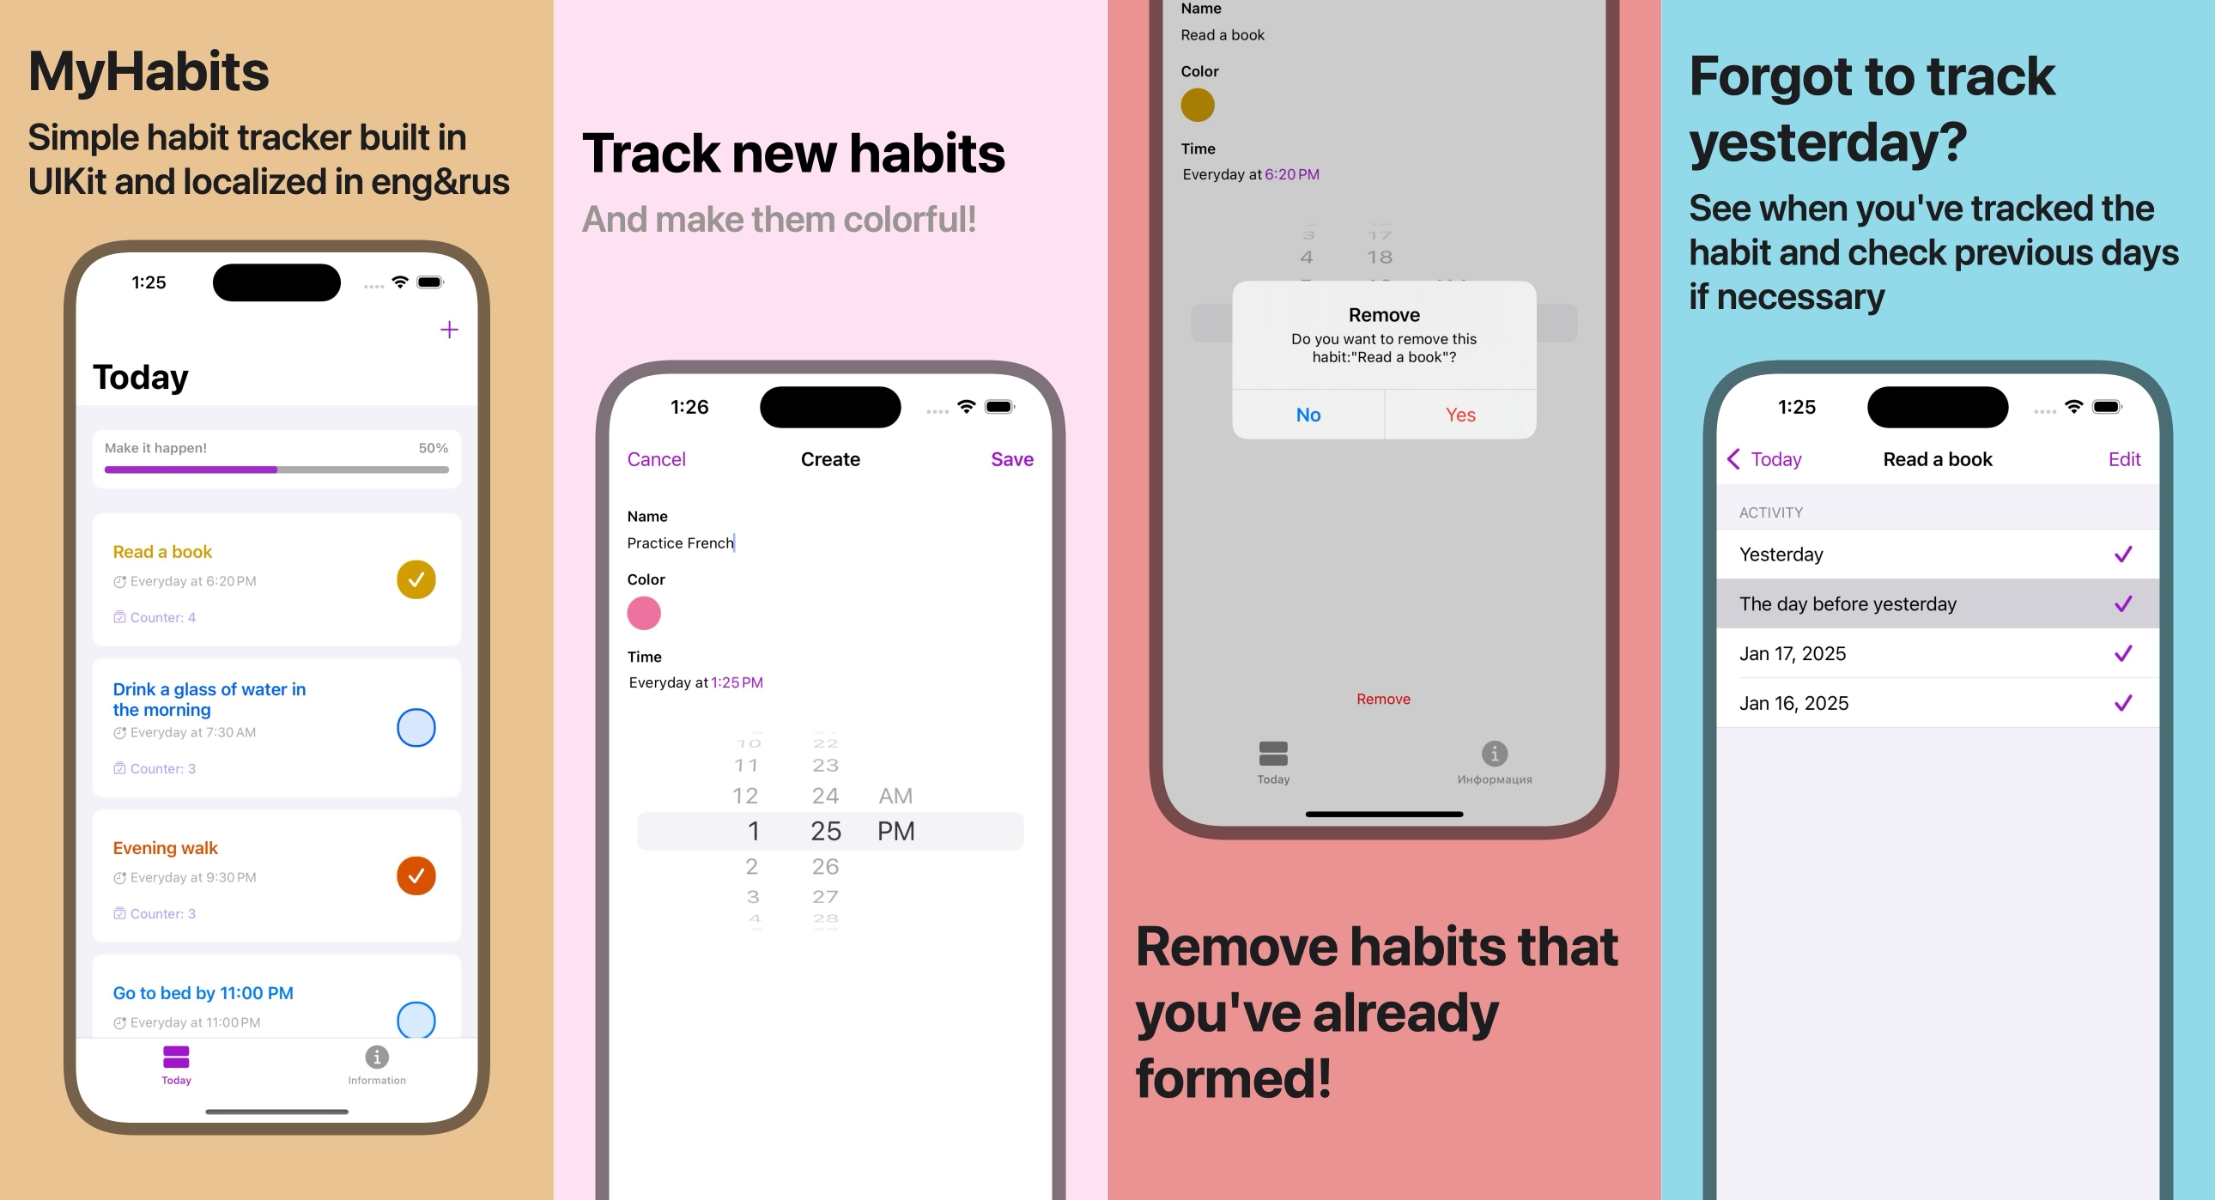 MyHabits
Simple habit tracker built in
UIKit and localized in eng&rus
1:25
Today
Make it happen! 50%
Read a book
Everyday at 6:20 PM
Counter: 4
Drink a glass of water in
the morning
Everyday at 7:30 AM
Counter: 3
Evening walk
Everyday at 9:30 PM
Counter: 3
Go to bed by 11:00 PM
Everyday at 11:00 PM
Today Information
Track new habits
And make them colorful!
1:26
Cancel Create Save
Name
Practice French
Color
Time
Everyday at 1:25 PM
10 22
11 23
12 24 AM
1 25 PM
2 26
3 27
4 28
Name
Read a book
Color
Time
Everyday at 6:20 PM
3 17
4 18
Remove
Do you want to remove this
habit:"Read a book"?
No Yes
Remove
Today Информация
Remove habits that
you've already
formed!
Forgot to track
yesterday?
See when you've tracked the
habit and check previous days
if necessary
1:25
Today Read a book Edit
ACTIVITY
Yesterday
The day before yesterday
Jan 17, 2025
Jan 16, 2025